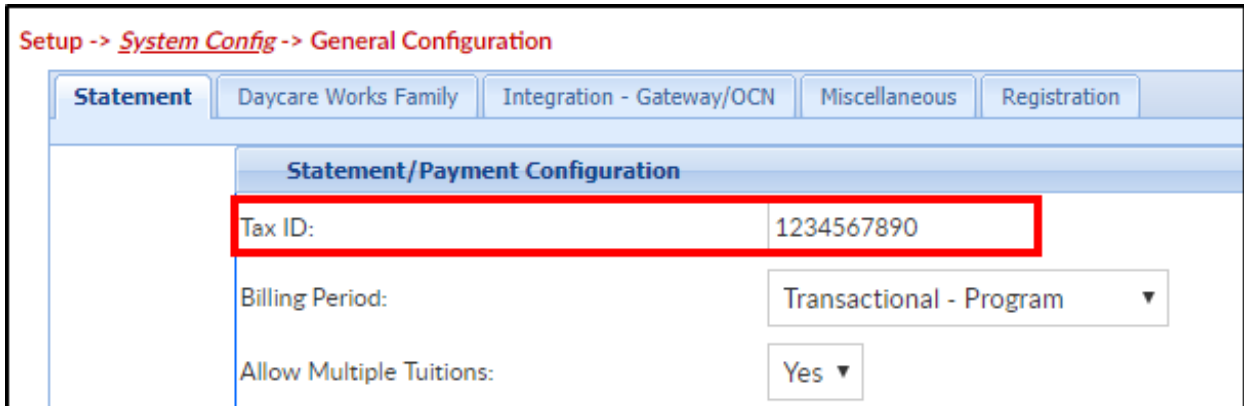 Setup -> System Config -> General Configuration
Statement Daycare Works Family Integration - Gateway/OCN Miscellaneous Registration
Statement/Payment Configuration
Tax ID: 1234567890
Billing Period: Transactional - Program
Allow Multiple Tuitions: Yes